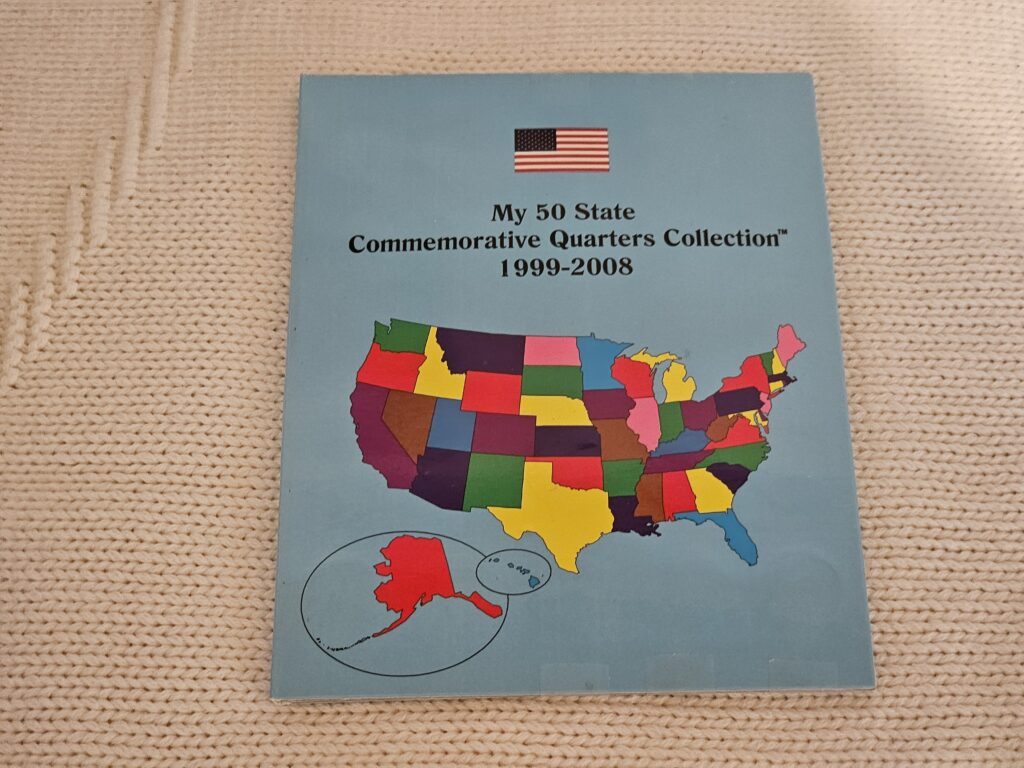 My 50 State
Commemorative Quarters Collection™
1999-2008